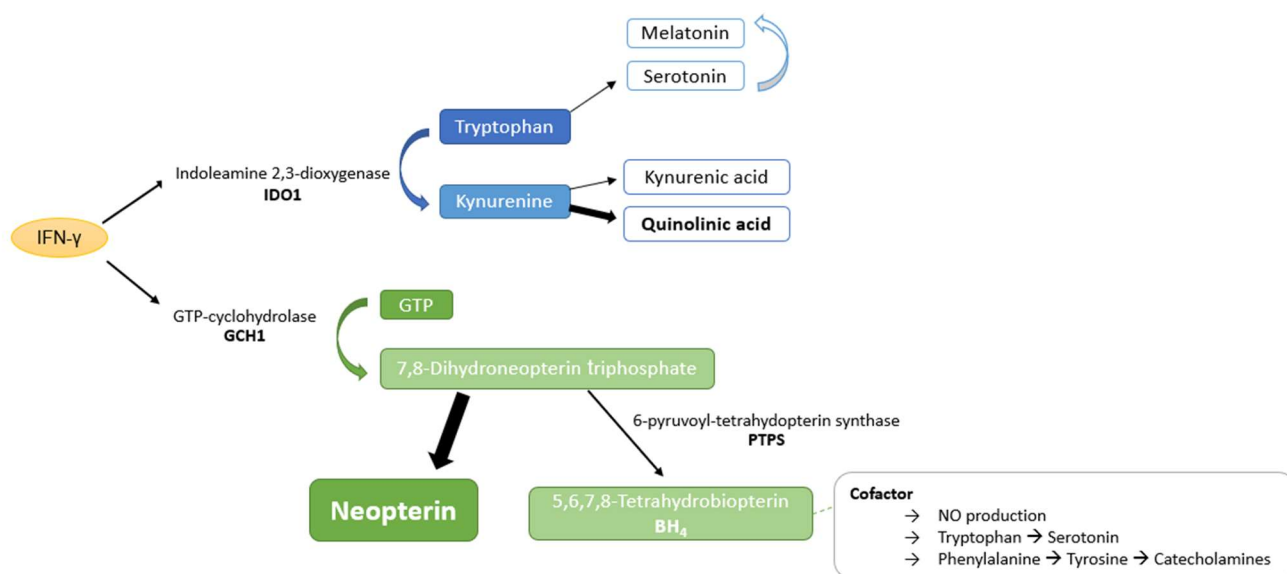 Melatonin
Serotonin
Tryptophan
Indoleamine 2,3-dioxygenase
IDO1
Kynurenine
Kynurenic acid
Quinolinic acid
IFN-γ
GTP-cyclohydrolase
GCH1
GTP
7,8-Dihydroneopterin triphosphate
6-pyruvoyl-tetrahydopterin synthase
PTPS
Neopterin
5,6,7,8-Tetrahydrobiopterin
BH₄
Cofactor
→ NO production
→ Tryptophan → Serotonin
→ Phenylalanine → Tyrosine → Catecholamines